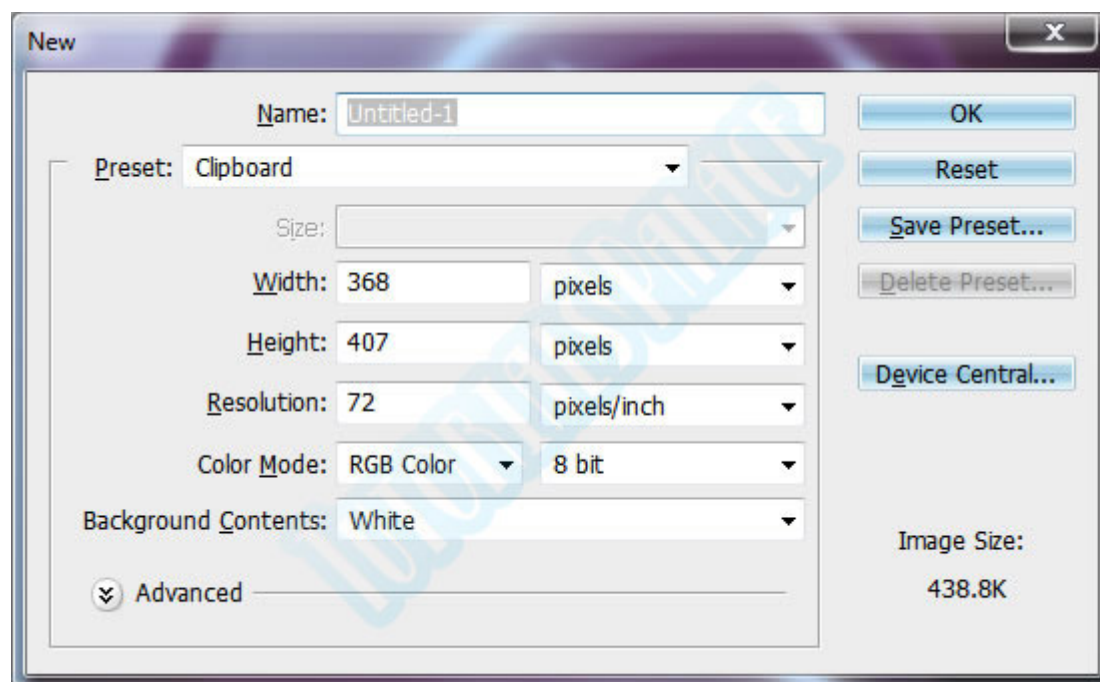 New
Name: Untitled-1
OK
Preset: Clipboard
Reset
Size:
Save Preset...
Width: 368 pixels
Delete Preset...
Height: 407 pixels
Device Central...
Resolution: 72 pixels/inch
Color Mode: RGB Color 8 bit
Background Contents: White
Image Size:
Advanced
438.8K